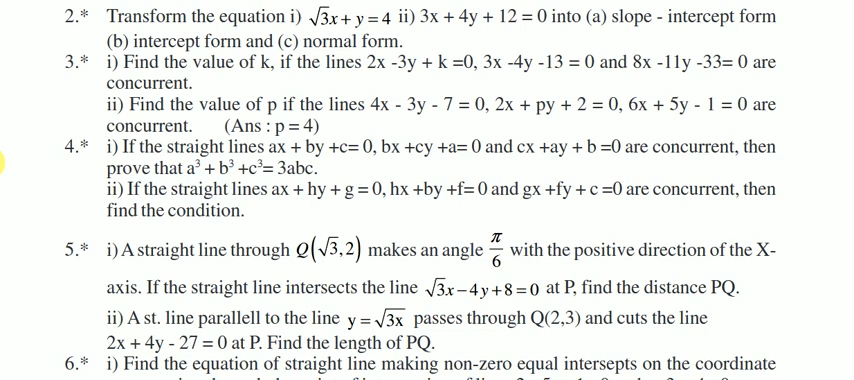 2.* Transform the equation i) √3x + y = 4 ii) 3x + 4y + 12 = 0 into (a) slope - intercept form
(b) intercept form and (c) normal form.
3.* i) Find the value of k, if the lines 2x -3y + k =0, 3x -4y -13 = 0 and 8x -11y -33= 0 are
concurrent.
ii) Find the value of p if the lines 4x - 3y - 7 = 0, 2x + py + 2 = 0, 6x + 5y - 1 = 0 are
concurrent. (Ans : p = 4)
4.* i) If the straight lines ax + by +c= 0, bx +cy +a= 0 and cx +ay + b =0 are concurrent, then
prove that a³ + b³ +c³= 3abc.
ii) If the straight lines ax + hy + g = 0, hx +by +f= 0 and gx +fy + c =0 are concurrent, then
find the condition.
5.* i) A straight line through Q(√3,2) makes an angle π/6 with the positive direction of the X-
axis. If the straight line intersects the line √3x−4y+8=0 at P, find the distance PQ.
ii) A st. line parallell to the line y = √3x passes through Q(2,3) and cuts the line
2x + 4y - 27 = 0 at P. Find the length of PQ.
6.* i) Find the equation of straight line making non-zero equal intersepts on the coordinate